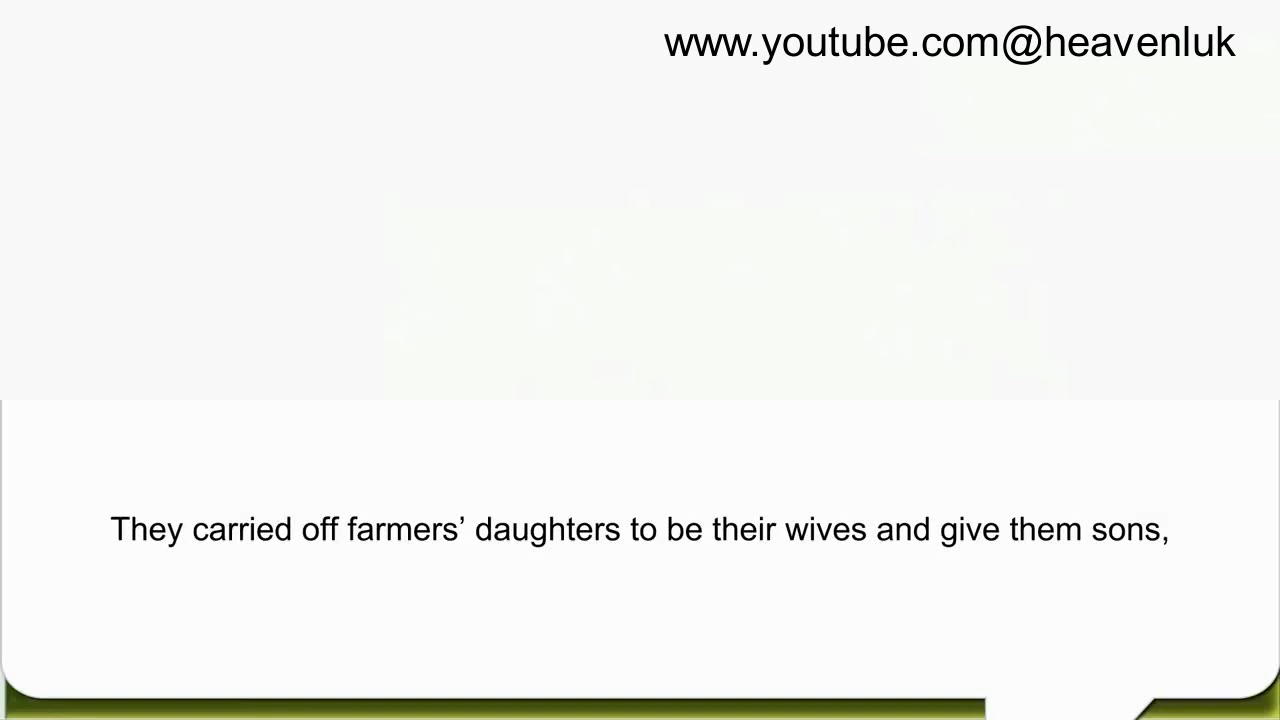 www.youtube.com@heavenluk
They carried off farmers’ daughters to be their wives and give them sons,